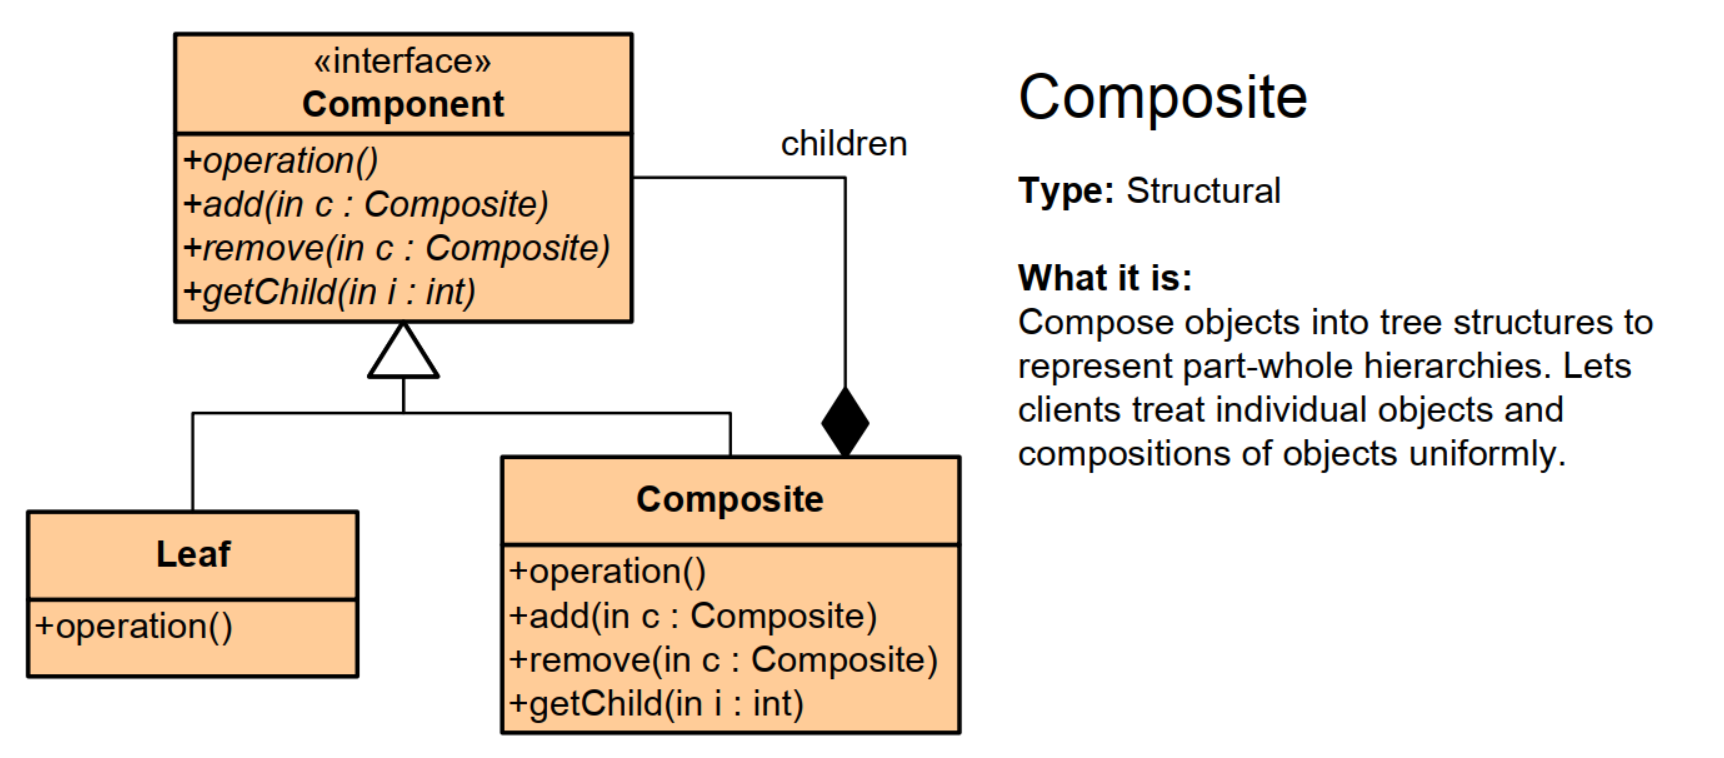 «interface»
Component
+operation()
+add(in c : Composite)
+remove(in c : Composite)
+getChild(in i : int)
children
Leaf
+operation()
Composite
+operation()
+add(in c : Composite)
+remove(in c : Composite)
+getChild(in i : int)
Composite
Type: Structural
What it is:
Compose objects into tree structures to
represent part-whole hierarchies. Lets
clients treat individual objects and
compositions of objects uniformly.